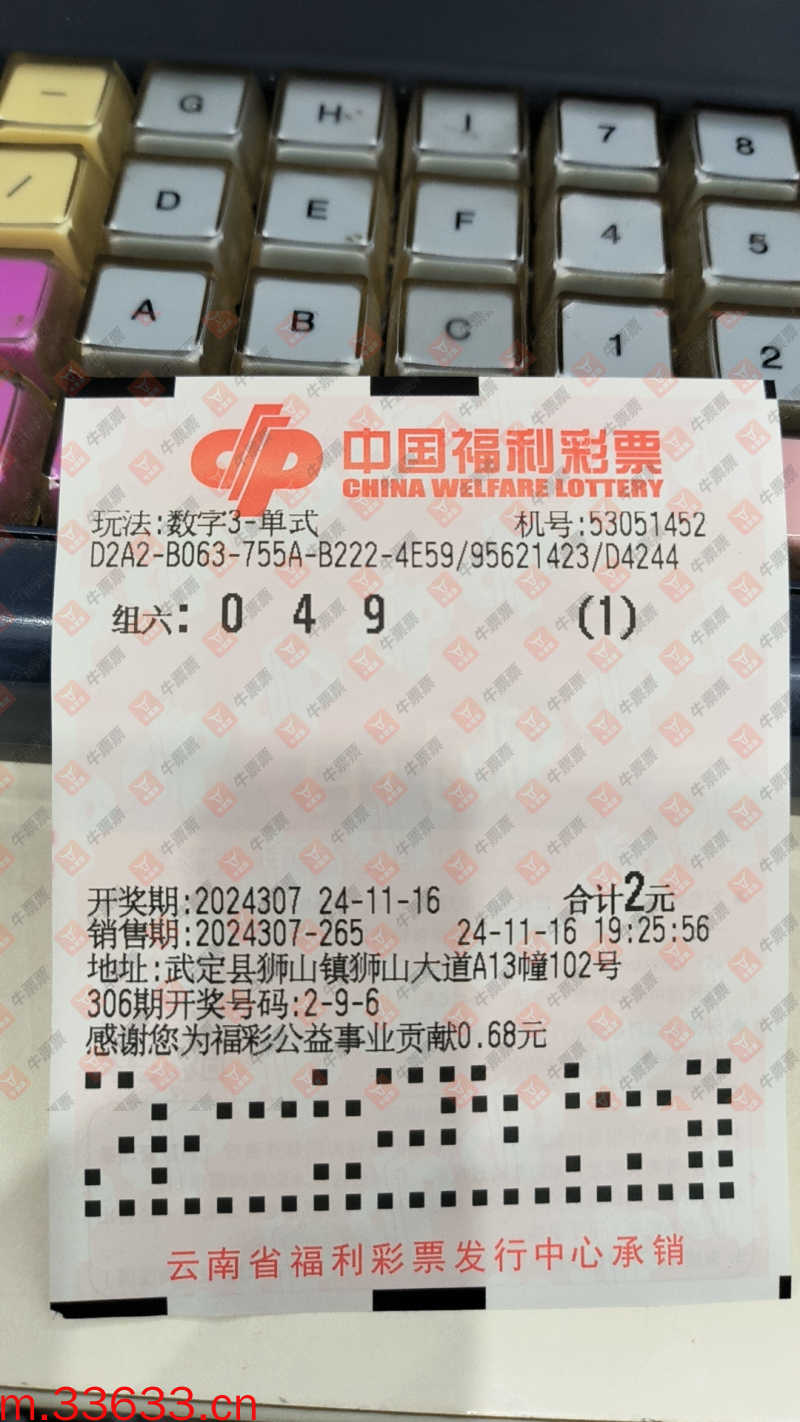 - G H I 7 8
/ D E F 4 5
A B C 1 2
中国福利彩票
CHINA WELFARE LOTTERY
玩法:数字3-单式 机号:53051452
D2A2-B063-755A-B222-4E59/95621423/D4244
组六: 0 4 9 (1)
开奖期:2024307 24-11-16 合计2元
销售期:2024307-265 24-11-16 19:25:56
地址:武定县狮山镇狮山大道A13幢102号
306期开奖号码:2-9-6
感谢您为福彩公益事业贡献0.68元
云南省福利彩票发行中心承销
牛票票
m.33633.cn